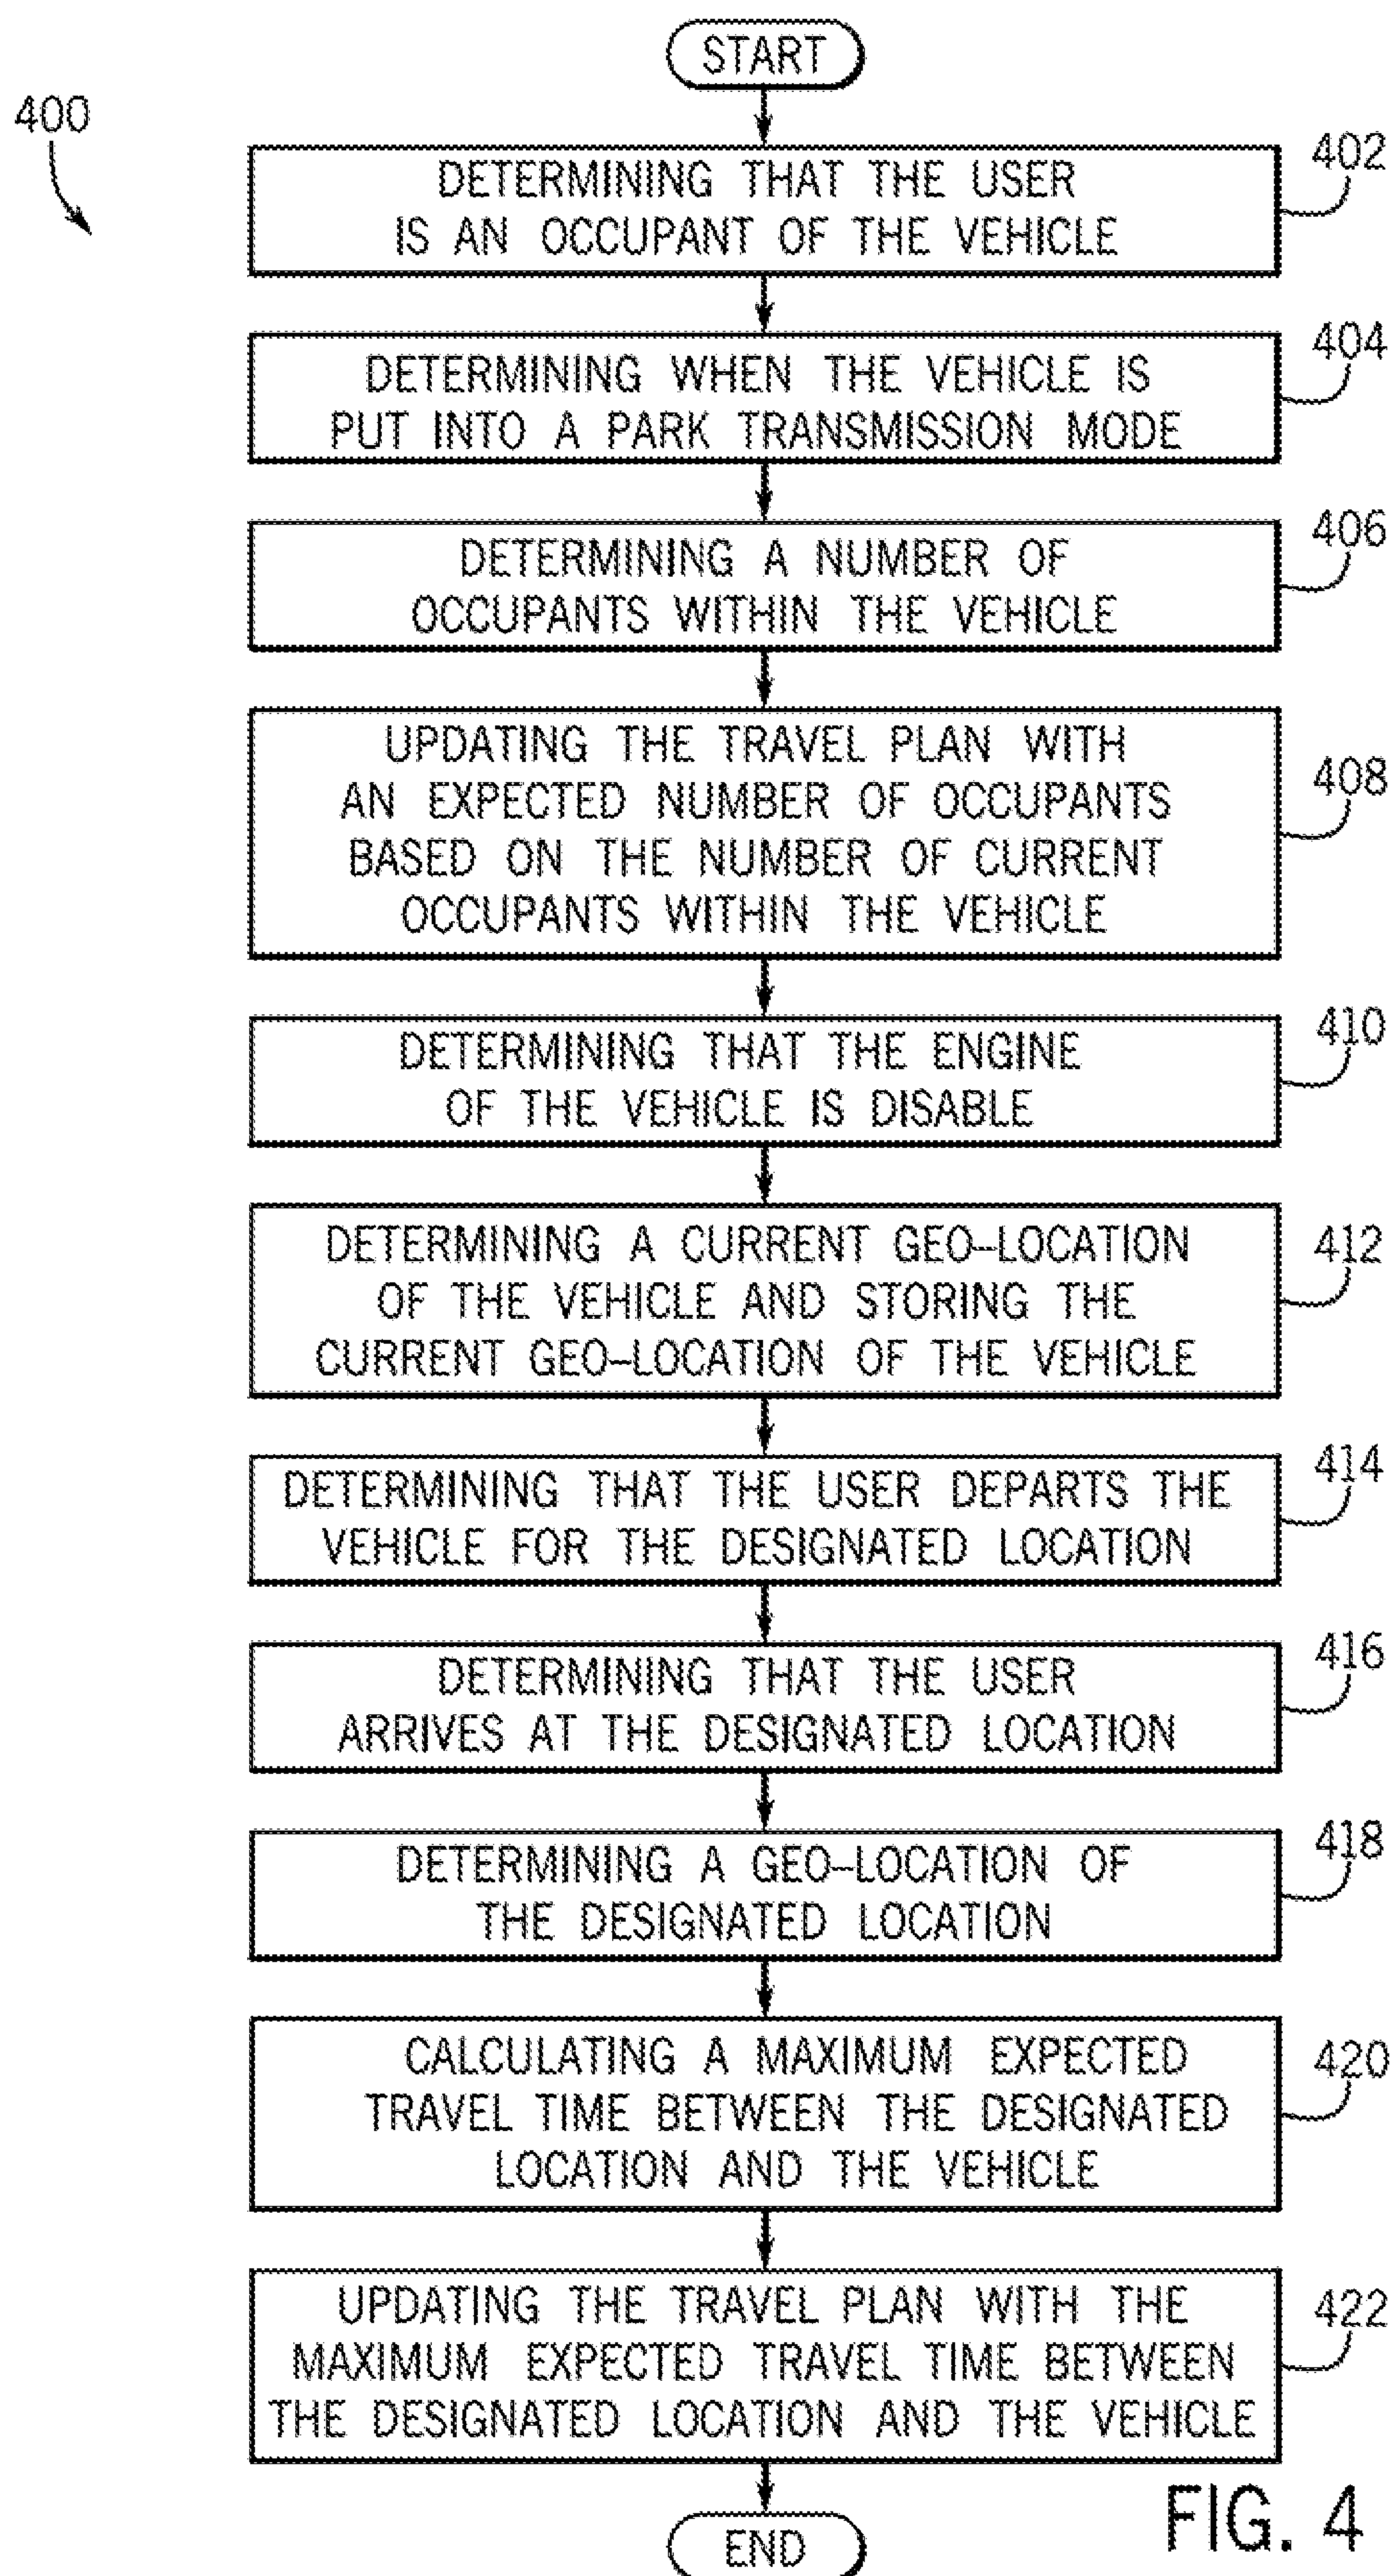 START
400
402
DETERMINING THAT THE USER
IS AN OCCUPANT OF THE VEHICLE
404
DETERMINING WHEN THE VEHICLE IS
PUT INTO A PARK TRANSMISSION MODE
406
DETERMINING A NUMBER OF
OCCUPANTS WITHIN THE VEHICLE
408
UPDATING THE TRAVEL PLAN WITH
AN EXPECTED NUMBER OF OCCUPANTS
BASED ON THE NUMBER OF CURRENT
OCCUPANTS WITHIN THE VEHICLE
410
DETERMINING THAT THE ENGINE
OF THE VEHICLE IS DISABLE
412
DETERMINING A CURRENT GEO-LOCATION
OF THE VEHICLE AND STORING THE
CURRENT GEO-LOCATION OF THE VEHICLE
414
DETERMINING THAT THE USER DEPARTS THE
VEHICLE FOR THE DESIGNATED LOCATION
416
DETERMINING THAT THE USER
ARRIVES AT THE DESIGNATED LOCATION
418
DETERMINING A GEO-LOCATION OF
THE DESIGNATED LOCATION
420
CALCULATING A MAXIMUM EXPECTED
TRAVEL TIME BETWEEN THE DESIGNATED
LOCATION AND THE VEHICLE
422
UPDATING THE TRAVEL PLAN WITH THE
MAXIMUM EXPECTED TRAVEL TIME BETWEEN
THE DESIGNATED LOCATION AND THE VEHICLE
END
FIG. 4